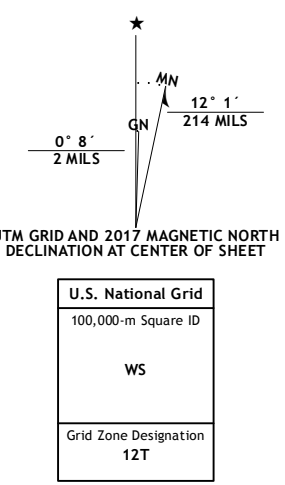 ★
MN
GN
12° 1´
214 MILS
0° 8´
2 MILS
UTM GRID AND 2017 MAGNETIC NORTH
DECLINATION AT CENTER OF SHEET
U.S. National Grid
100,000-m Square ID
WS
Grid Zone Designation
12T